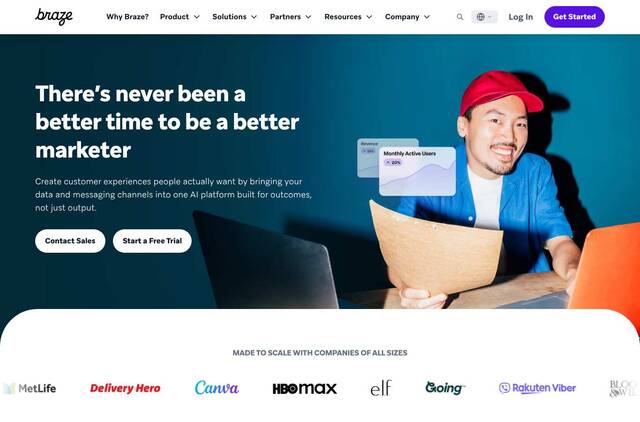 braze
Why Braze?
Product
Solutions
Partners
Resources
Company
Log In
Get Started
There's never been a
better time to be a better
marketer
Create customer experiences people actually want by bringing your
data and messaging channels into one AI platform built for outcomes,
not just output.
Contact Sales
Start a Free Trial
Revenue
Monthly Active Users
20%
MADE TO SCALE WITH COMPANIES OF ALL SIZES
MetLife
Delivery Hero
Canva
HBO max
elf
Going™
Rakuten Viber